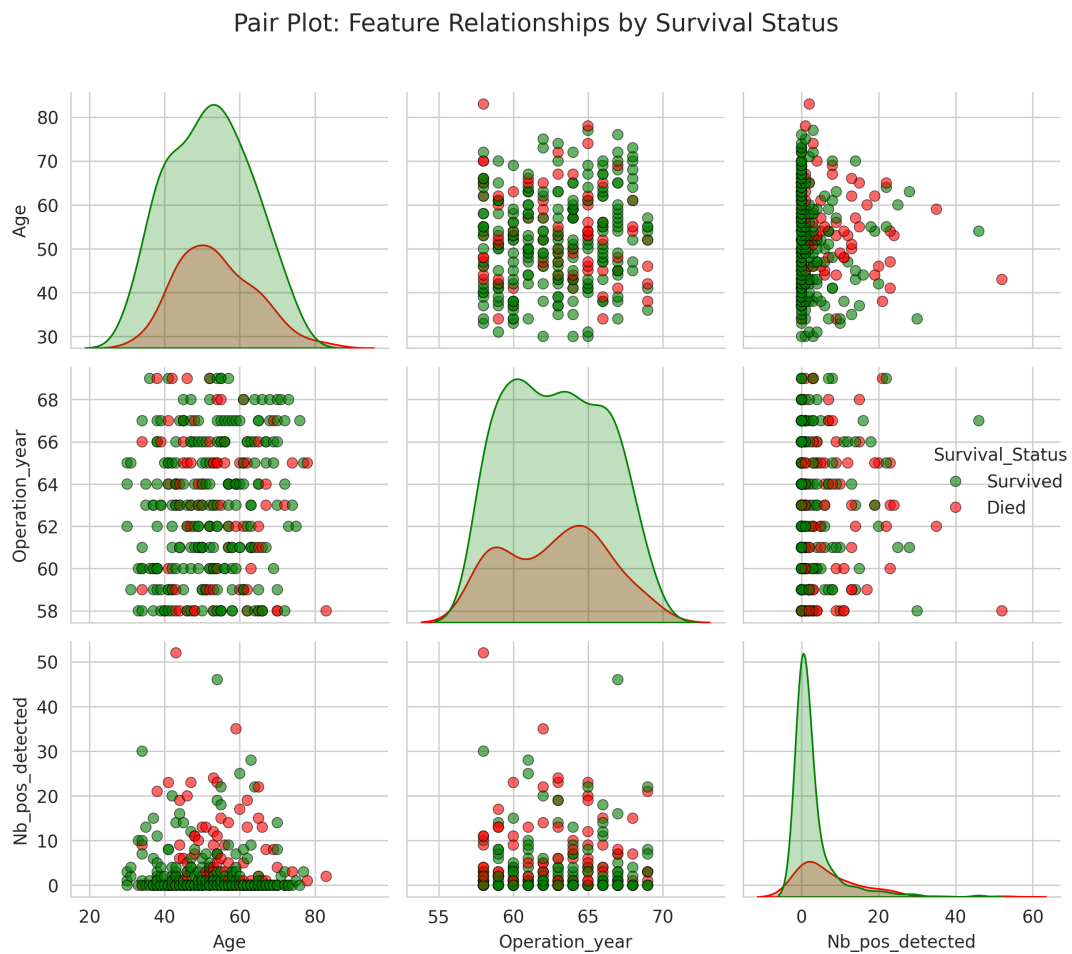 Pair Plot: Feature Relationships by Survival Status
Age
80
70
60
50
40
30
Operation_year
68
66
64
62
60
58
Survival_Status
Survived
Died
Nb_pos_detected
50
40
30
20
10
0
20 40 60 80
55 60 65 70
0 20 40 60
Age
Operation_year
Nb_pos_detected